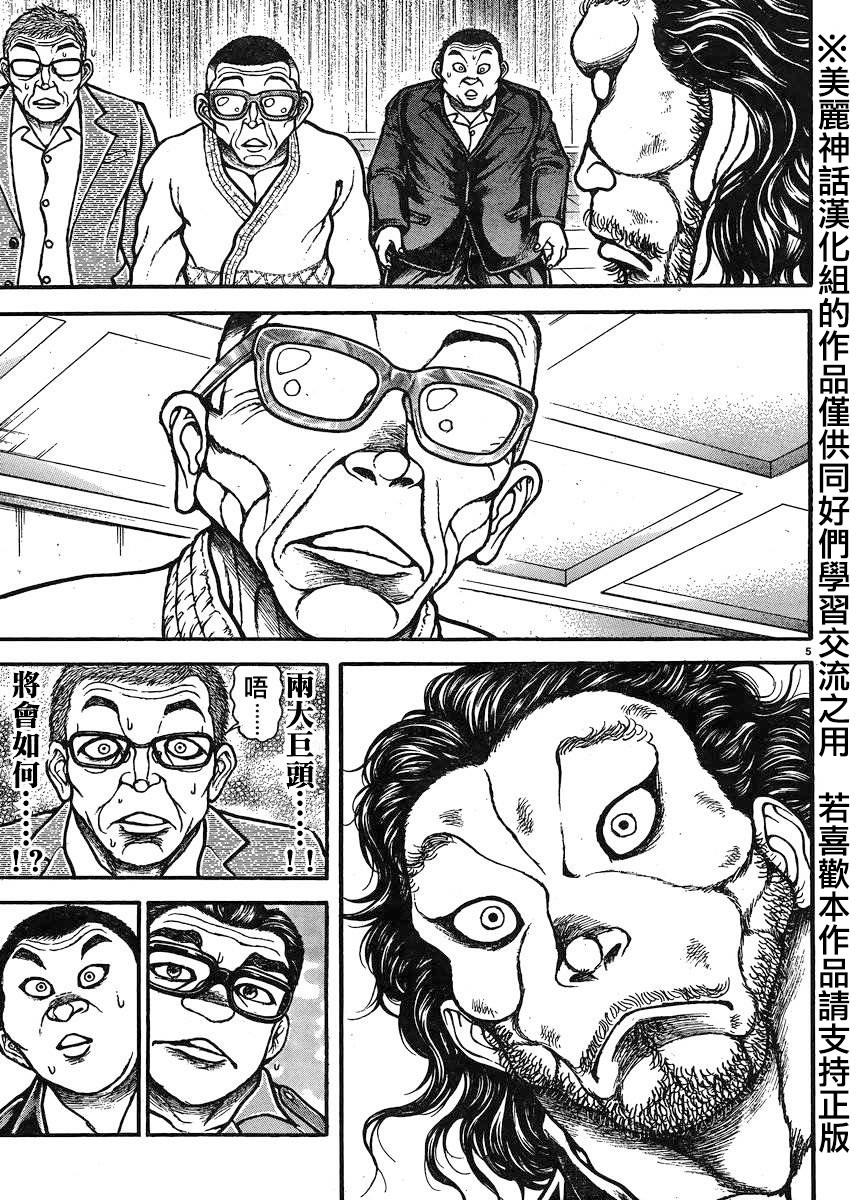 ※美麗神話漢化組的作品僅供同好們學習交流之用 若喜歡本作品請支持正版
5
兩大巨頭……！！
唔……
將會如何………！？